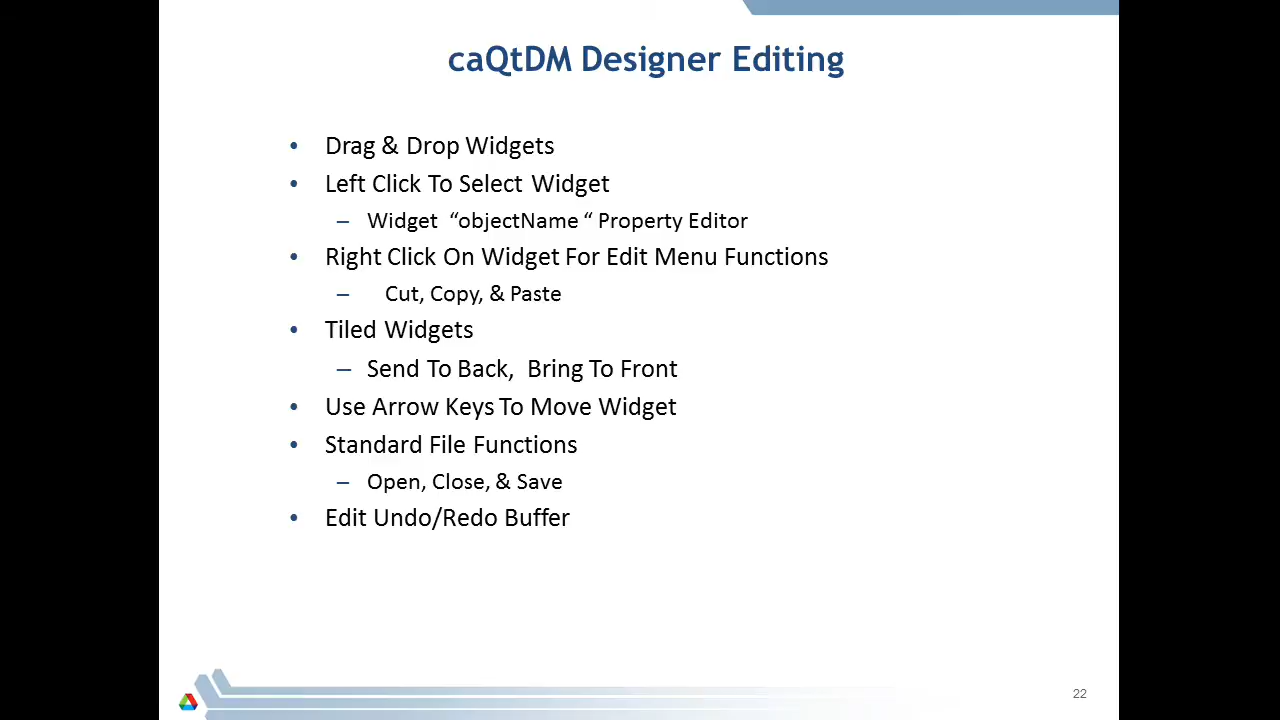 caQtDM Designer Editing
• Drag & Drop Widgets
• Left Click To Select Widget
– Widget “objectName “ Property Editor
• Right Click On Widget For Edit Menu Functions
– Cut, Copy, & Paste
• Tiled Widgets
– Send To Back, Bring To Front
• Use Arrow Keys To Move Widget
• Standard File Functions
– Open, Close, & Save
• Edit Undo/Redo Buffer
22